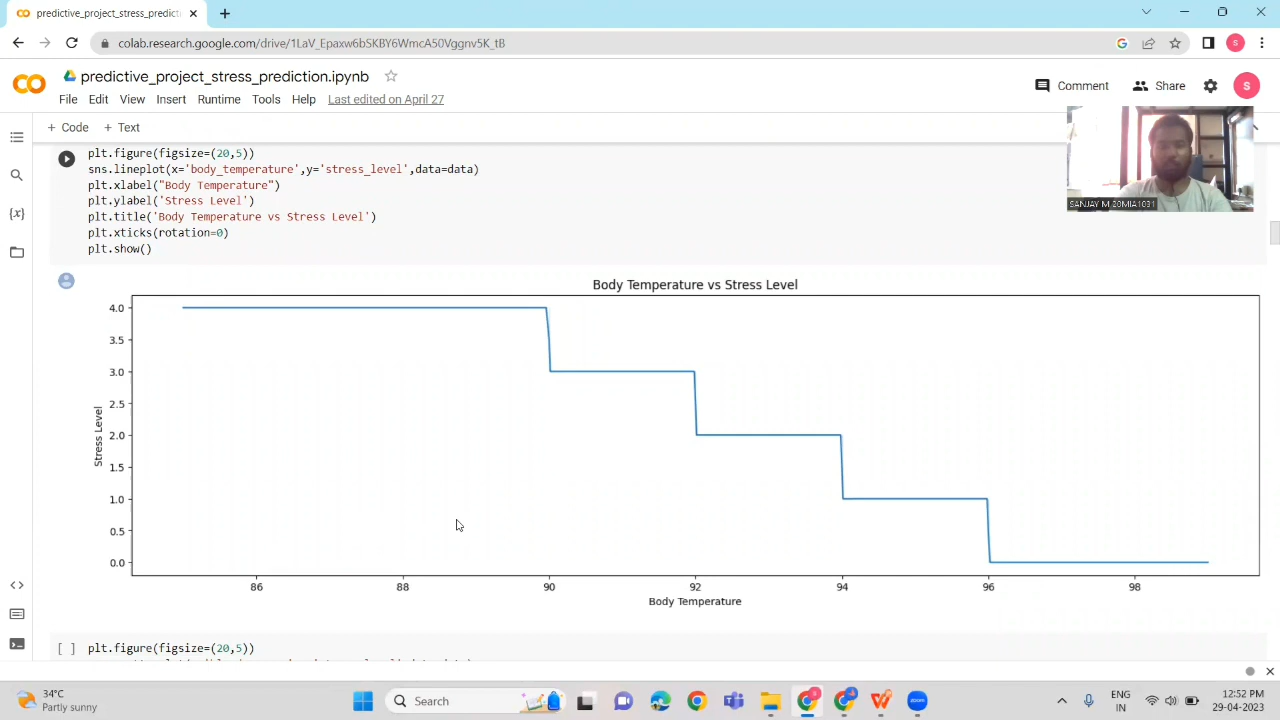 predictive_project_stress_predicti
colab.research.google.com/drive/1LaV_Epaxw6bSKBY6WmcA50Vggnv5K_tB
S
predictive_project_stress_prediction.ipynb
File Edit View Insert Runtime Tools Help Last edited on April 27
Comment Share S
+ Code + Text
plt.figure(figsize=(20,5))
sns.lineplot(x='body_temperature',y='stress_level',data=data)
plt.xlabel("Body Temperature")
plt.ylabel('Stress Level')
plt.title('Body Temperature vs Stress Level')
plt.xticks(rotation=0)
plt.show()
SANJAY M 20MIA1031
{x}
Body Temperature vs Stress Level
4.0
3.5
3.0
2.5
2.0
1.5
1.0
0.5
0.0
Stress Level
86 88 90 92 94 96 98
Body Temperature
[ ] plt.figure(figsize=(20,5))
34°C
Partly sunny
Search
zoom
ENG
IN
12:52 PM
29-04-2023